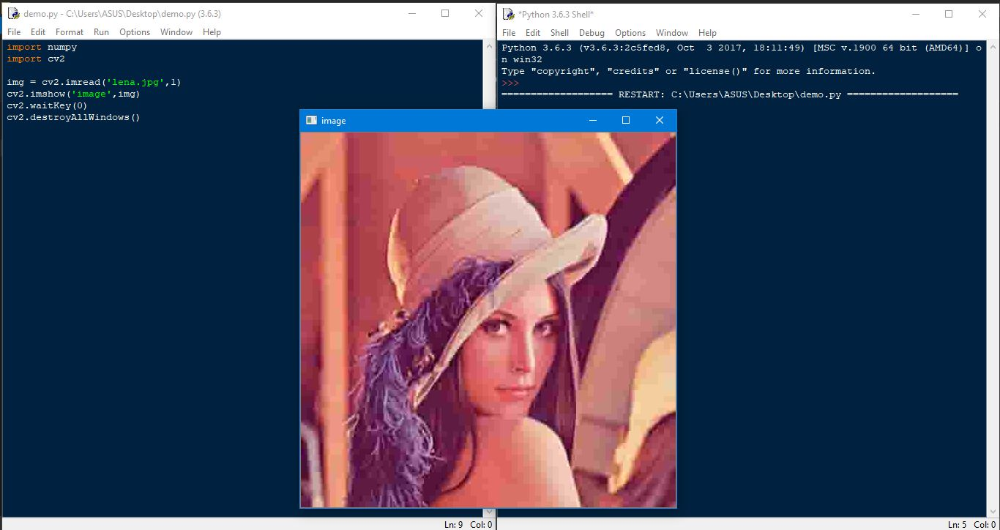 demo.py - C:\Users\ASUS\Desktop\demo.py (3.6.3)
File Edit Format Run Options Window Help
import numpy
import cv2
img = cv2.imread('lena.jpg',1)
cv2.imshow('image',img)
cv2.waitKey(0)
cv2.destroyAllWindows()
Ln: 9 Col: 0
*Python 3.6.3 Shell*
File Edit Shell Debug Options Window Help
Python 3.6.3 (v3.6.3:2c5fed8, Oct  3 2017, 18:11:49) [MSC v.1900 64 bit (AMD64)] o
n win32
Type "copyright", "credits" or "license()" for more information.
>>>
=================== RESTART: C:\Users\ASUS\Desktop\demo.py ===================
Ln: 5 Col: 0
image